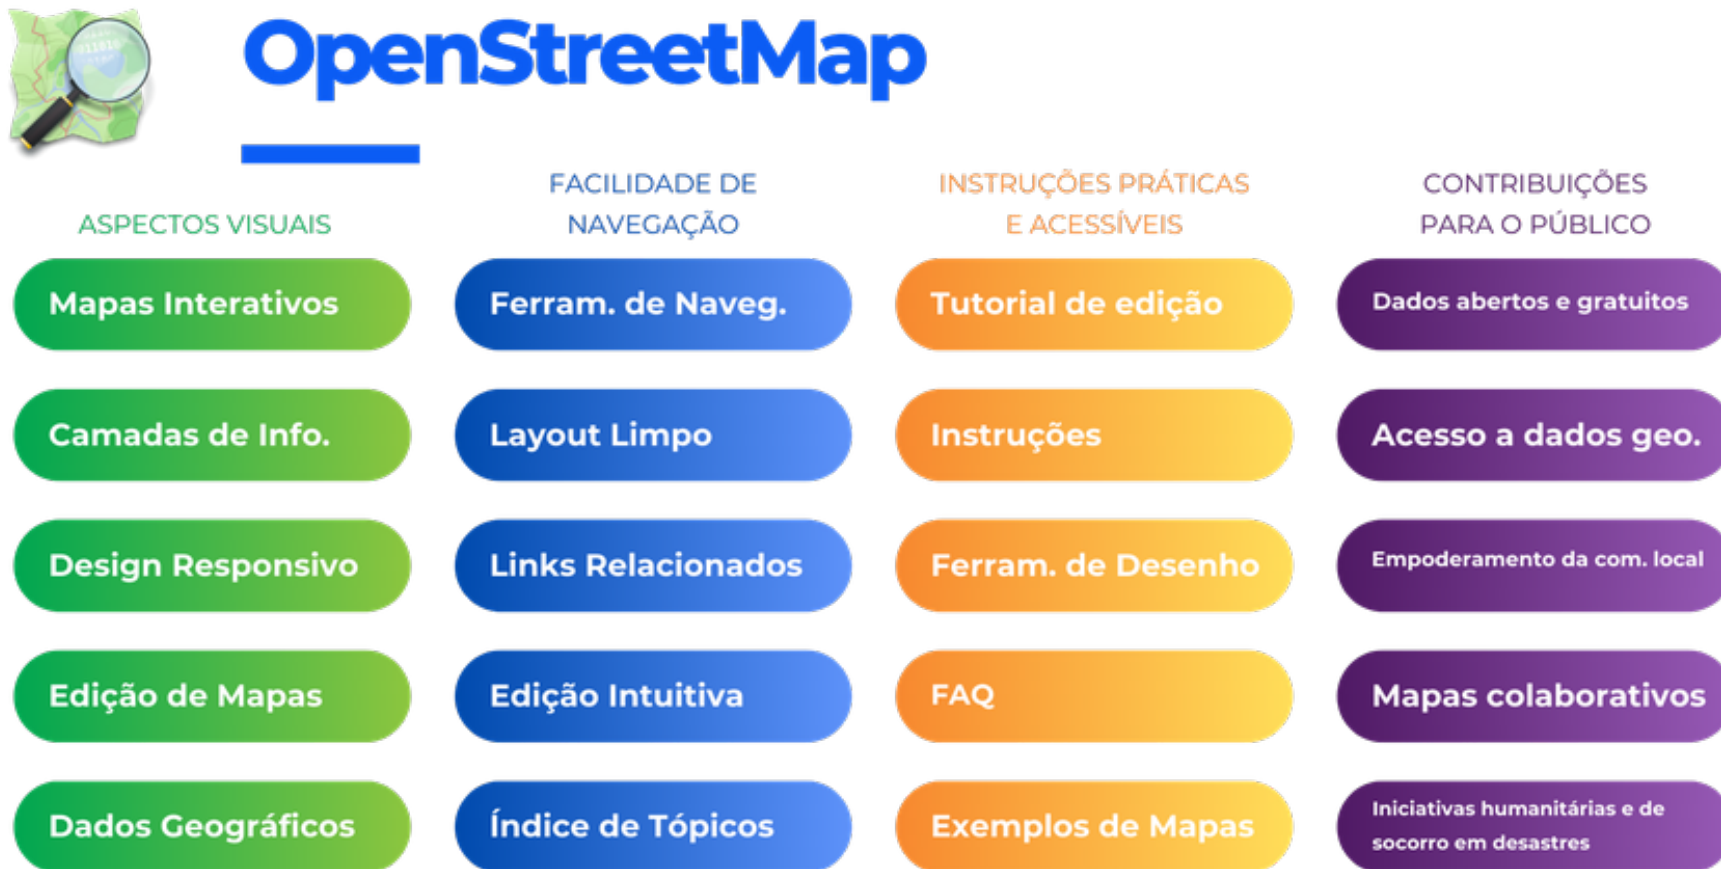 OpenStreetMap
ASPECTOS VISUAIS
Mapas Interativos
Camadas de Info.
Design Responsivo
Edição de Mapas
Dados Geográficos
FACILIDADE DE
NAVEGAÇÃO
Ferram. de Naveg.
Layout Limpo
Links Relacionados
Edição Intuitiva
Índice de Tópicos
INSTRUÇÕES PRÁTICAS
E ACESSÍVEIS
Tutorial de edição
Instruções
Ferram. de Desenho
FAQ
Exemplos de Mapas
CONTRIBUIÇÕES
PARA O PÚBLICO
Dados abertos e gratuitos
Acesso a dados geo.
Empoderamento da com. local
Mapas colaborativos
Iniciativas humanitárias e de
socorro em desastres